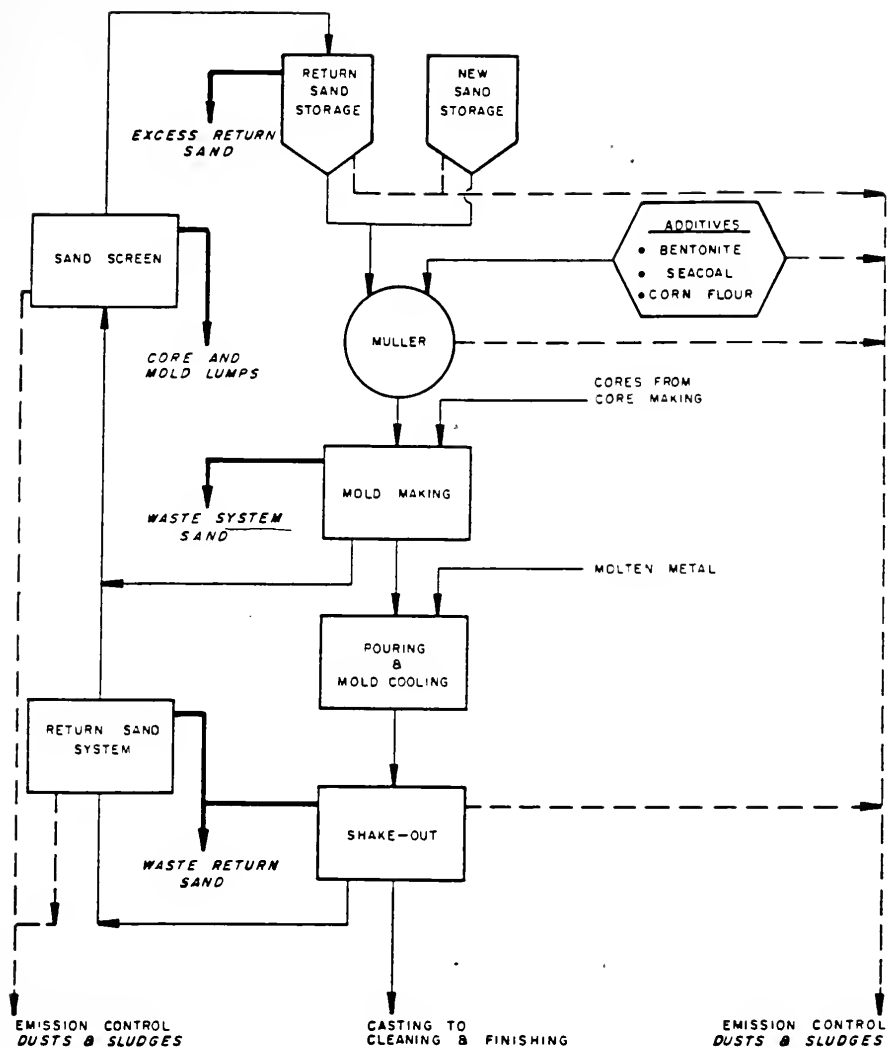 RETURN
SAND
STORAGE
NEW
SAND
STORAGE
EXCESS RETURN
SAND
SAND SCREEN
ADDITIVES
• BENTONITE
• SEACOAL
• CORN FLOUR
MULLER
CORE AND
MOLD LUMPS
CORES FROM
CORE MAKING
MOLD MAKING
WASTE SYSTEM
SAND
MOLTEN METAL
POURING
&
MOLD COOLING
RETURN SAND
SYSTEM
SHAKE-OUT
WASTE RETURN
SAND
EMISSION CONTROL
DUSTS & SLUDGES
CASTING TO
CLEANING & FINISHING
EMISSION CONTROL
DUSTS & SLUDGES